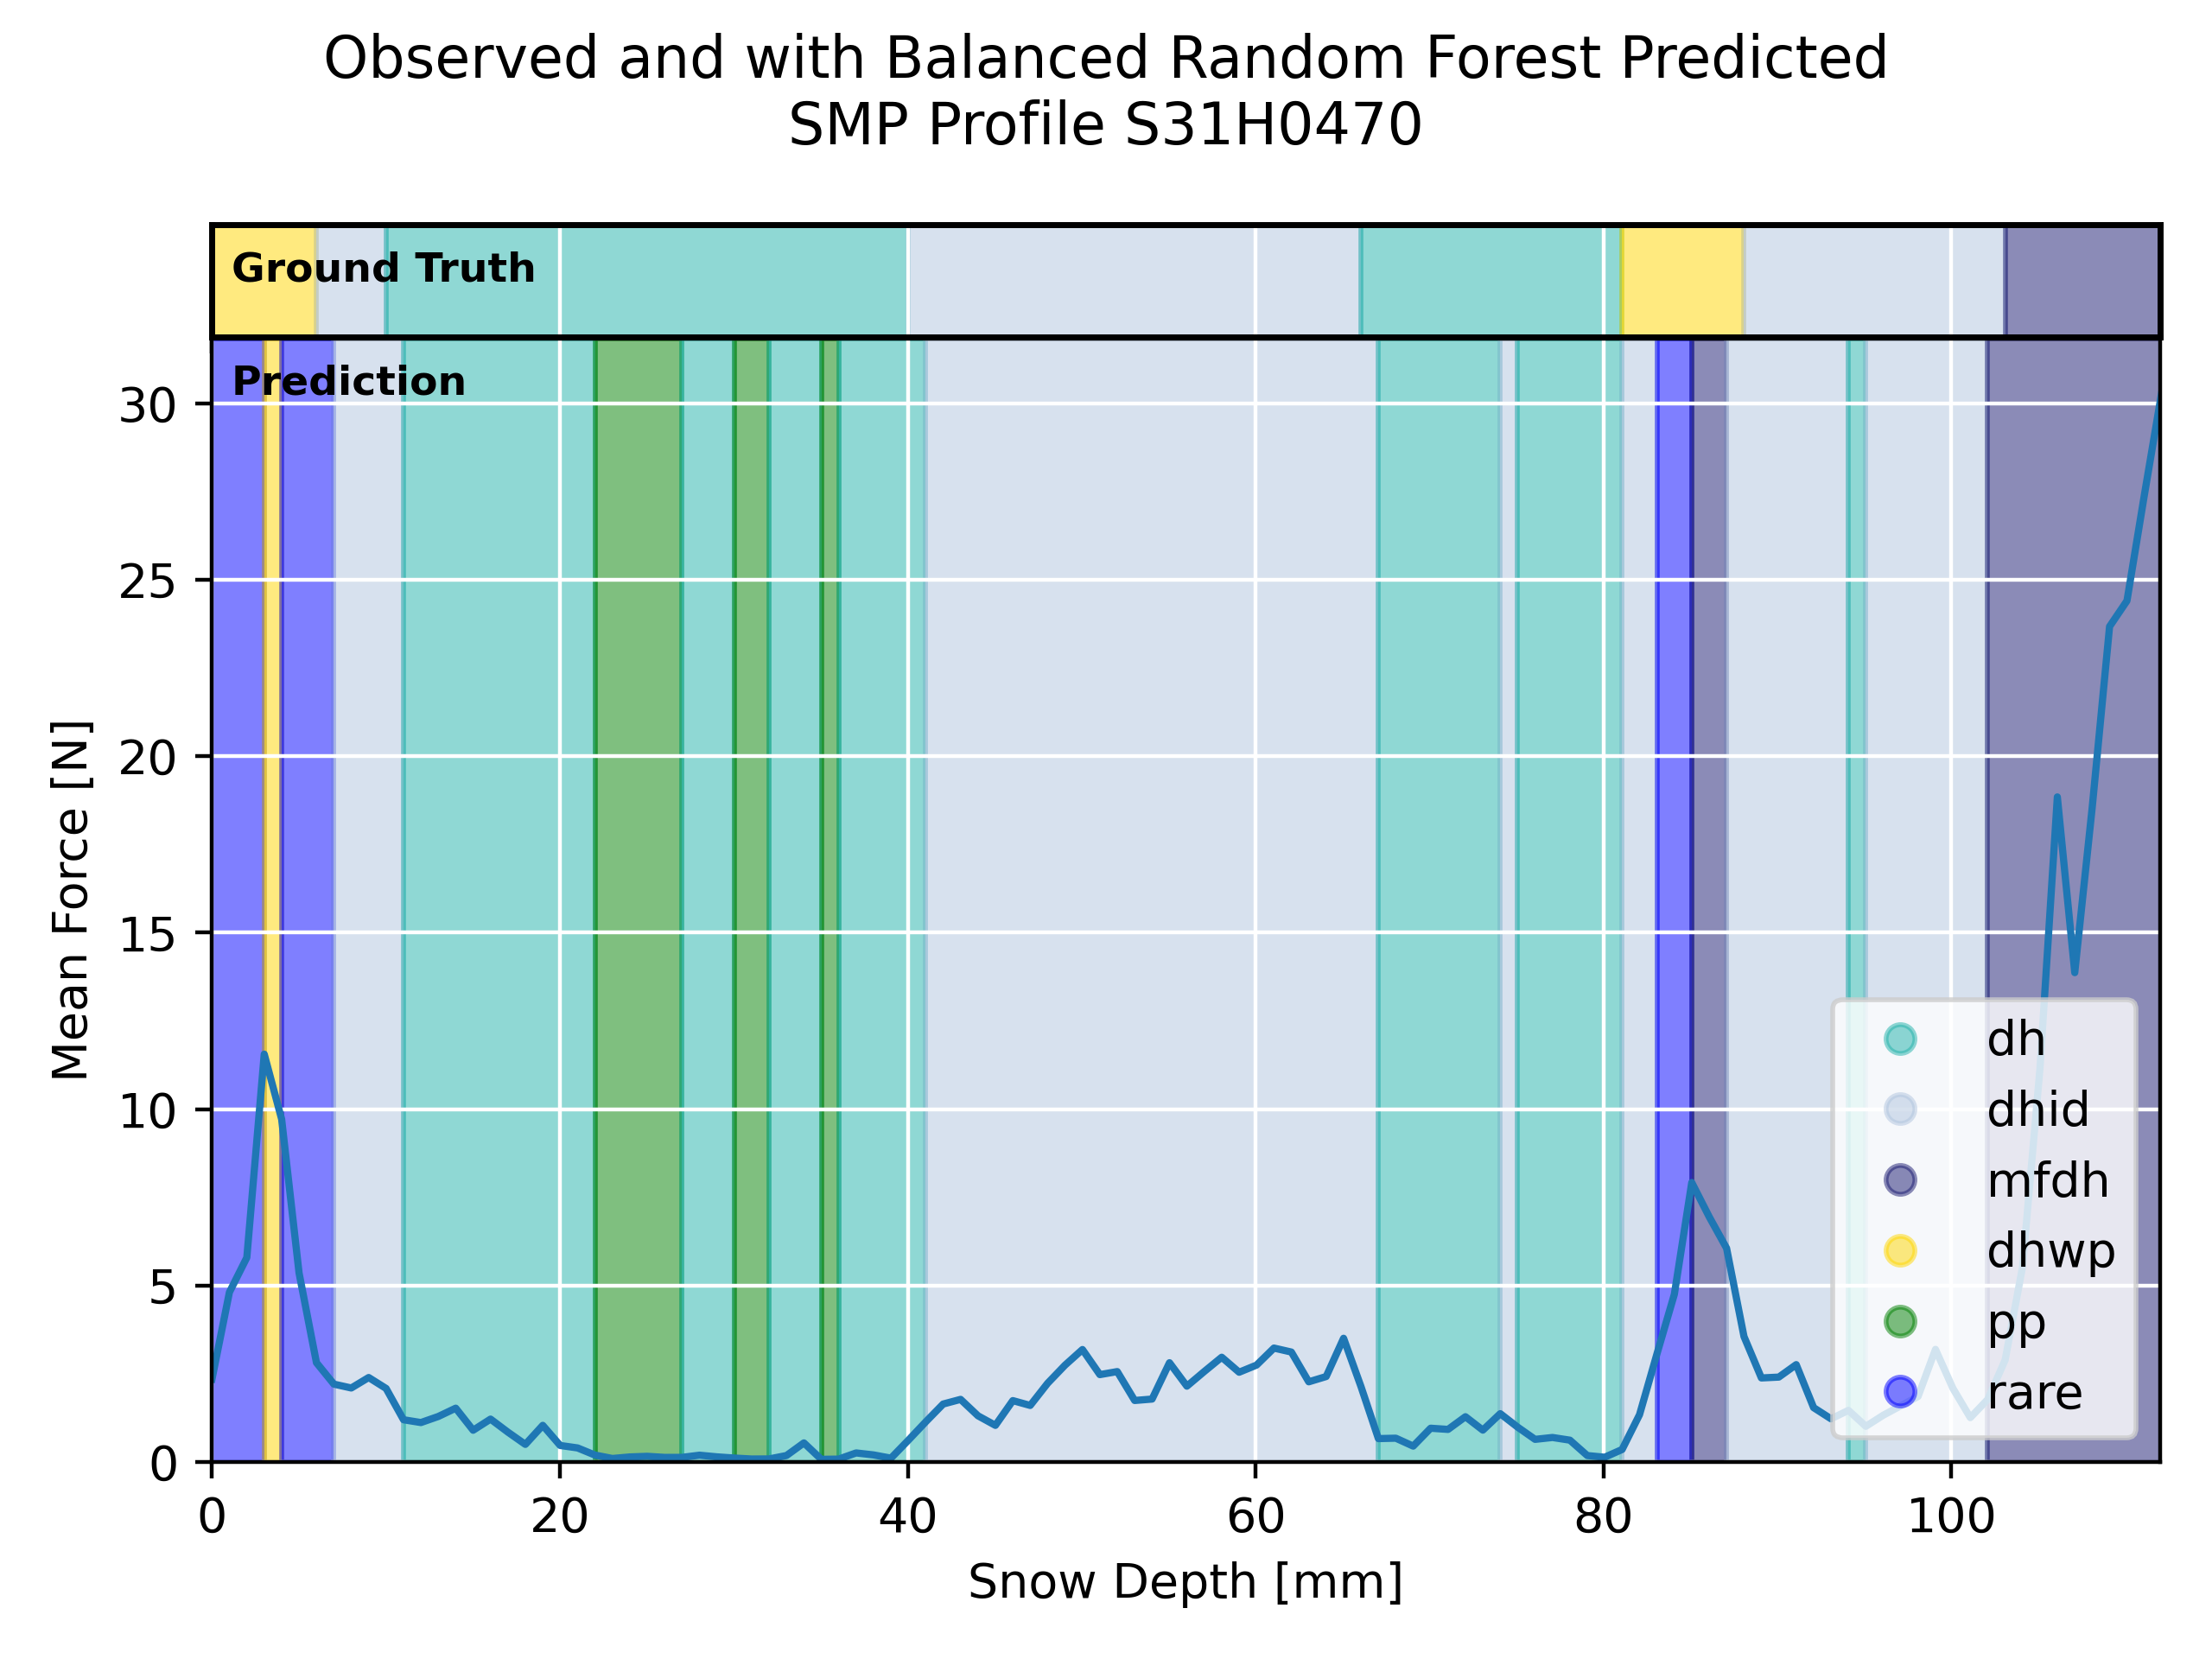 Observed and with Balanced Random Forest Predicted
SMP Profile S31H0470
Ground Truth
Prediction
30
25
20
15
10
5
0
Mean Force [N]
dh
dhid
mfdh
dhwp
pp
rare
0 20 40 60 80 100
Snow Depth [mm]